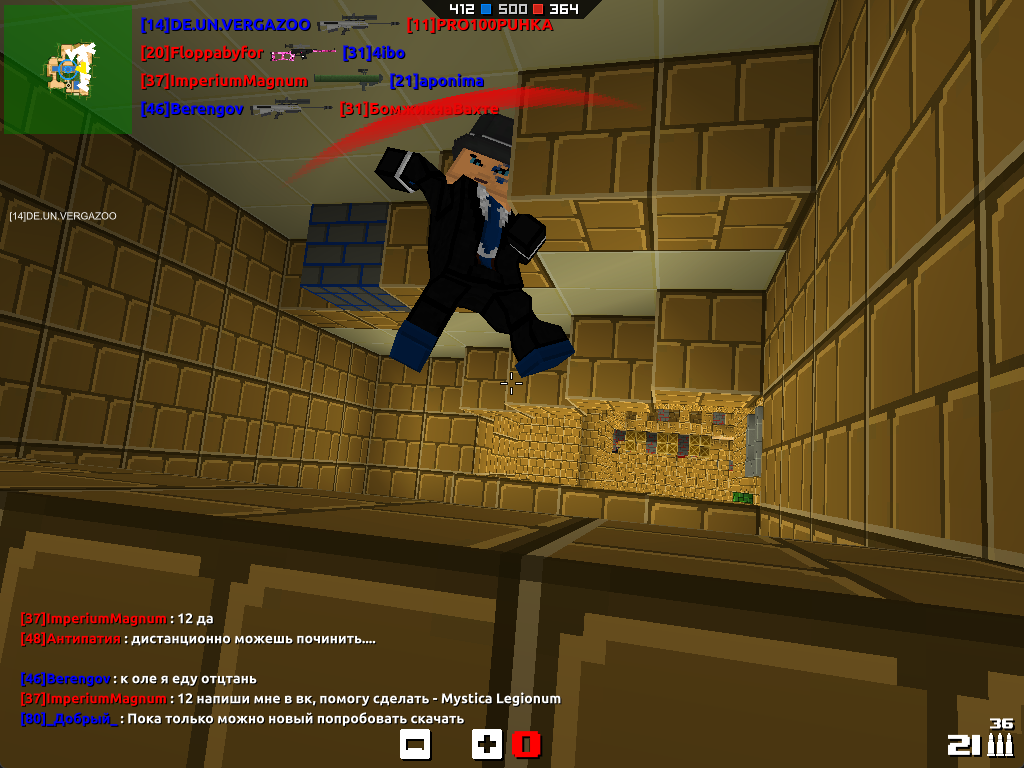 412 500 364
[14]DE.UN.VERGAZOO [11]PRO100PUHKA
[20]Floppabyfor [31]4ibo
[37]ImperiumMagnum [21]aponima
[46]Berengov [31]БомжикнаВахте
[14]DE.UN.VERGAZOO
[37]ImperiumMagnum : 12 да
[48]Антипатия : дистанционно можешь починить....
[46]Berengov : к оле я еду отцтань
[37]ImperiumMagnum : 12 напиши мне в вк, помогу сделать - Mystica Legionum
[80]_Добрый_ : Пока только можно новый попробовать скачать
36
21
0